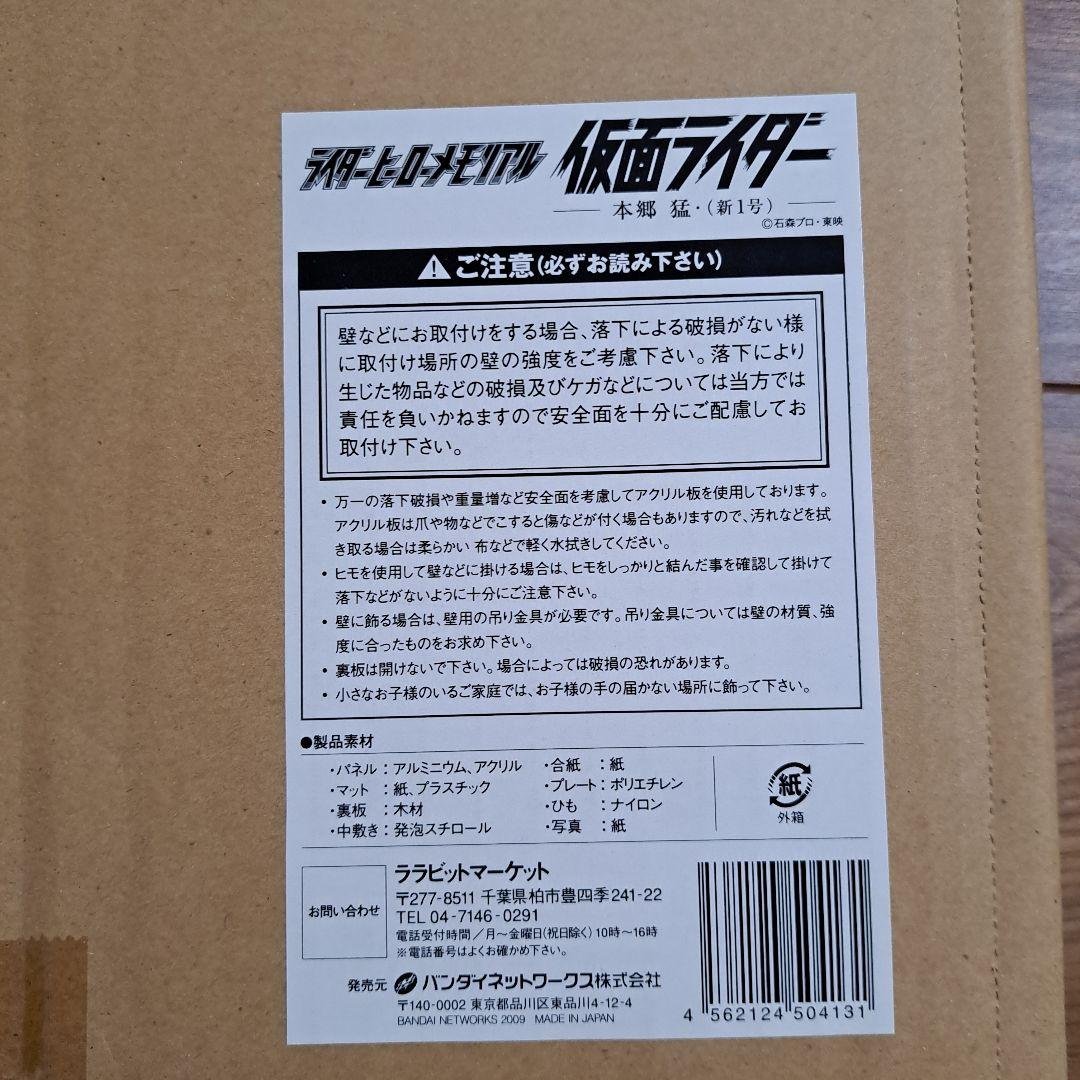 ライダーヒーローメモリアル 仮面ライダー
本郷 猛・(新1号)
©石森プロ・東映
⚠ご注意(必ずお読み下さい)
壁などにお取付けをする場合、落下による破損がない様
に取付け場所の壁の強度をご考慮下さい。落下により
生じた物品などの破損及びケガなどについては当方では
責任を負いかねますので安全面を十分にご配慮してお
取付け下さい。
・万一の落下破損や重量増など安全面を考慮してアクリル板を使用しております。
アクリル板は爪や物などでこすると傷などが付く場合もありますので、汚れなどを拭
き取る場合は柔らかい 布などで軽く水拭きしてください。
・ヒモを使用して壁などに掛ける場合は、ヒモをしっかりと結んだ事を確認して掛けて
落下などがないように十分にご注意下さい。
・壁に飾る場合は、壁用の吊り金具が必要です。吊り金具については壁の材質、強
度に合ったものをお求め下さい。
・裏板は開けないで下さい。場合によっては破損の恐れがあります。
・小さなお子様のいるご家庭では、お子様の手の届かない場所に飾って下さい。
●製品素材
・パネル：アルミニウム、アクリル
・マット：紙、プラスチック
・裏板：木材
・中敷き：発泡スチロール
・合紙：紙
・プレート：ポリエチレン
・ひも：ナイロン
・写真：紙
紙
外箱
お問い合わせ
ララビットマーケット
〒277-8511 千葉県柏市豊四季241-22
TEL 04-7146-0291
電話受付時間／月～金曜日(祝日除く) 10時～16時
※電話番号はよくお確かめ下さい。
発売元 バンダイネットワークス株式会社
〒140-0002 東京都品川区東品川4-12-4
BANDAI NETWORKS 2009 MADE IN JAPAN
4 562124 504131